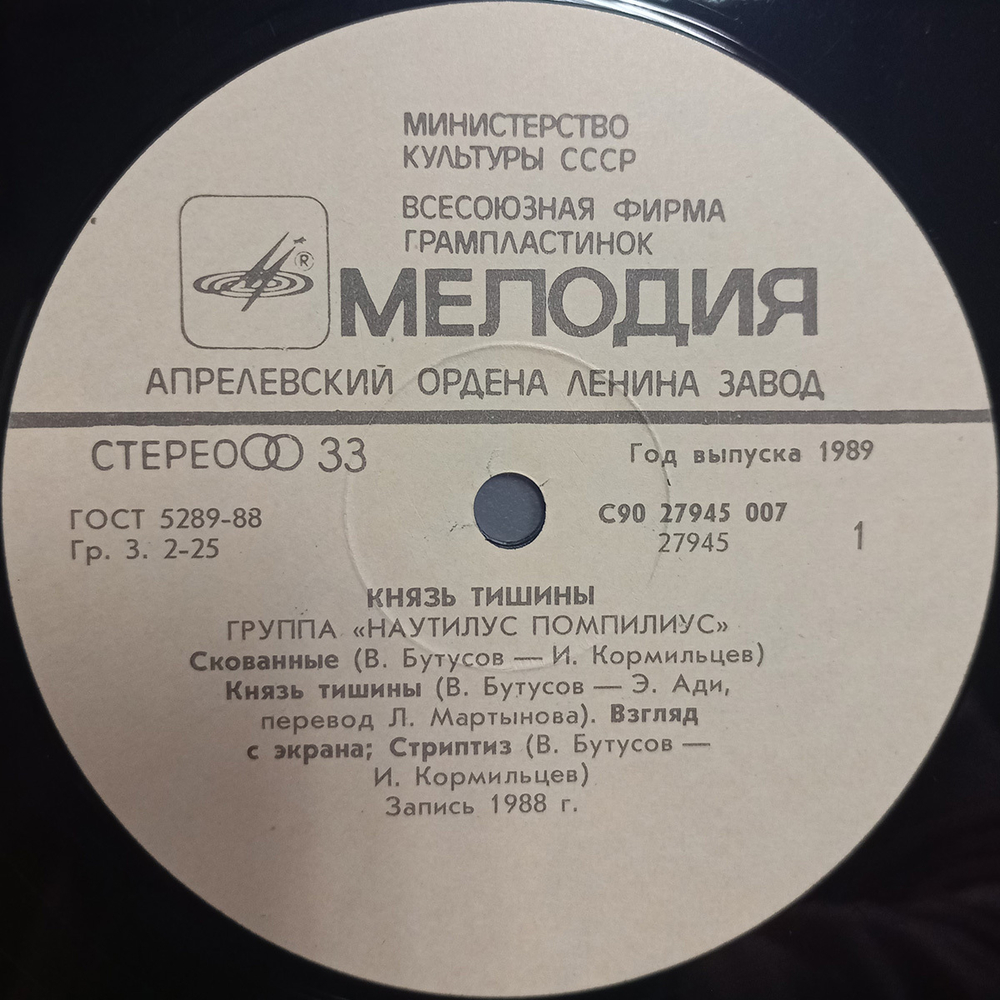 МИНИСТЕРСТВО
КУЛЬТУРЫ СССР
ВСЕСОЮЗНАЯ ФИРМА
ГРАМПЛАСТИНОК
®
МЕЛОДИЯ
АПРЕЛЕВСКИЙ ОРДЕНА ЛЕНИНА ЗАВОД
СТЕРЕО 33
Год выпуска 1989
ГОСТ 5289-88
Гр. 3. 2-25
С90 27945 007
27945
1
КНЯЗЬ ТИШИНЫ
ГРУППА «НАУТИЛУС ПОМПИЛИУС»
Скованные (В. Бутусов — И. Кормильцев)
Князь тишины (В. Бутусов — Э. Ади,
перевод Л. Мартынова). Взгляд
с экрана; Стриптиз (В. Бутусов —
И. Кормильцев)
Запись 1988 г.